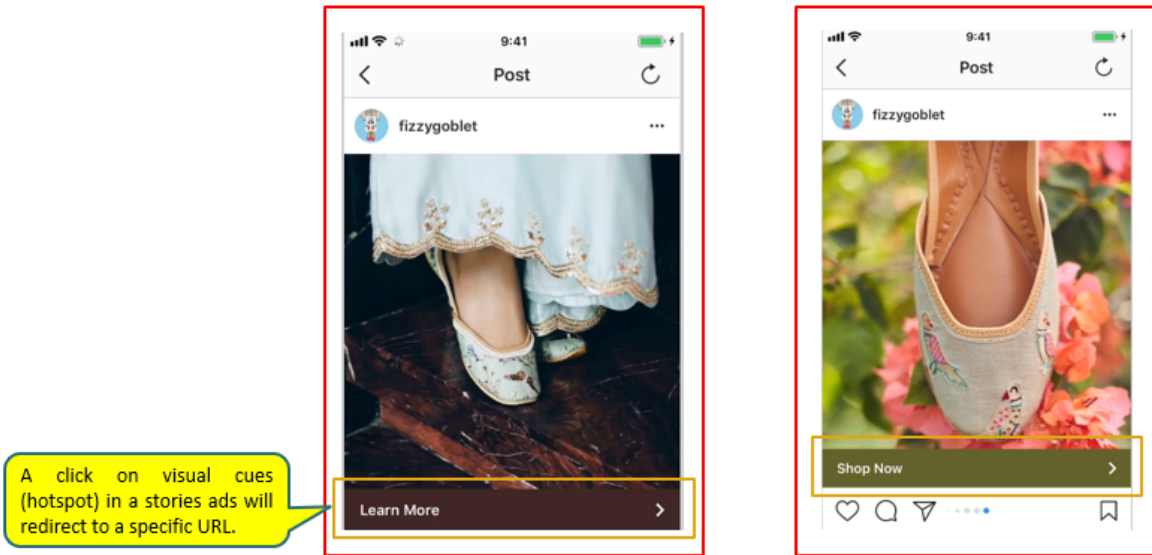 9:41
Post
fizzygoblet
Learn More
A click on visual cues
(hotspot) in a stories ads will
redirect to a specific URL.
9:41
Post
fizzygoblet
Shop Now